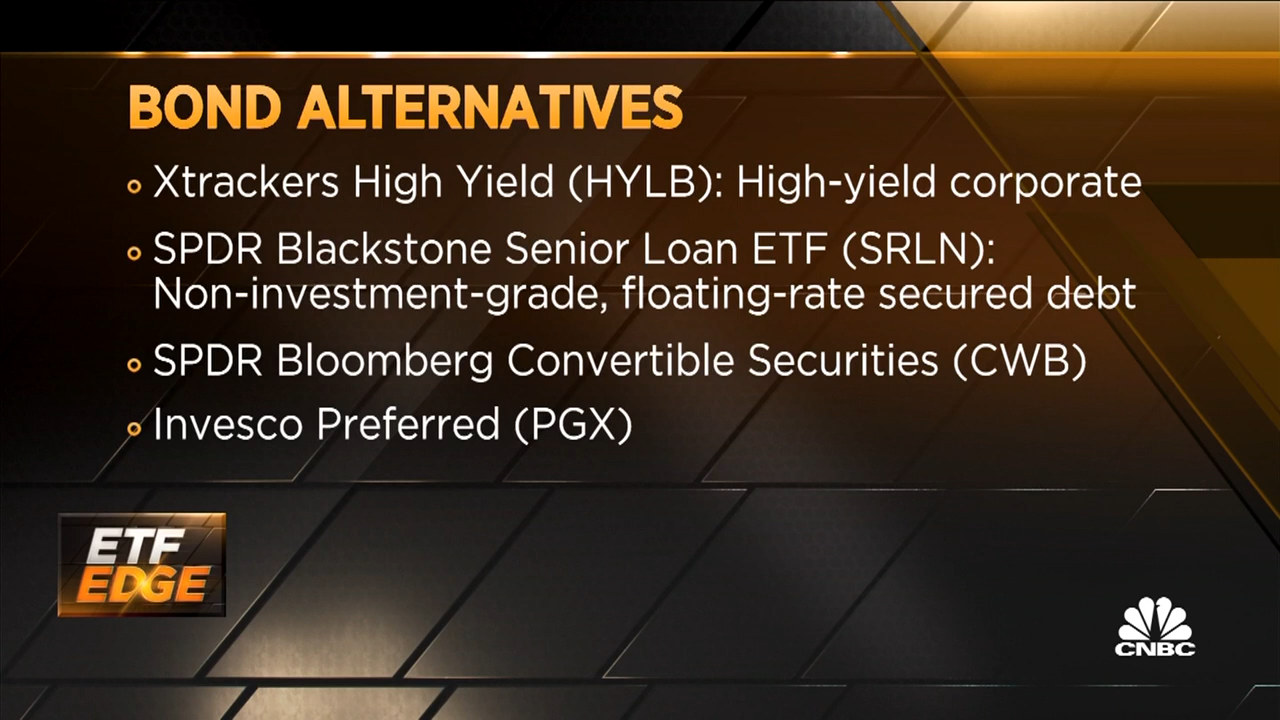 BOND ALTERNATIVES
Xtrackers High Yield (HYLB): High-yield corporate
SPDR Blackstone Senior Loan ETF (SRLN):
Non-investment-grade, floating-rate secured debt
SPDR Bloomberg Convertible Securities (CWB)
Invesco Preferred (PGX)
ETF
EDGE
CNBC